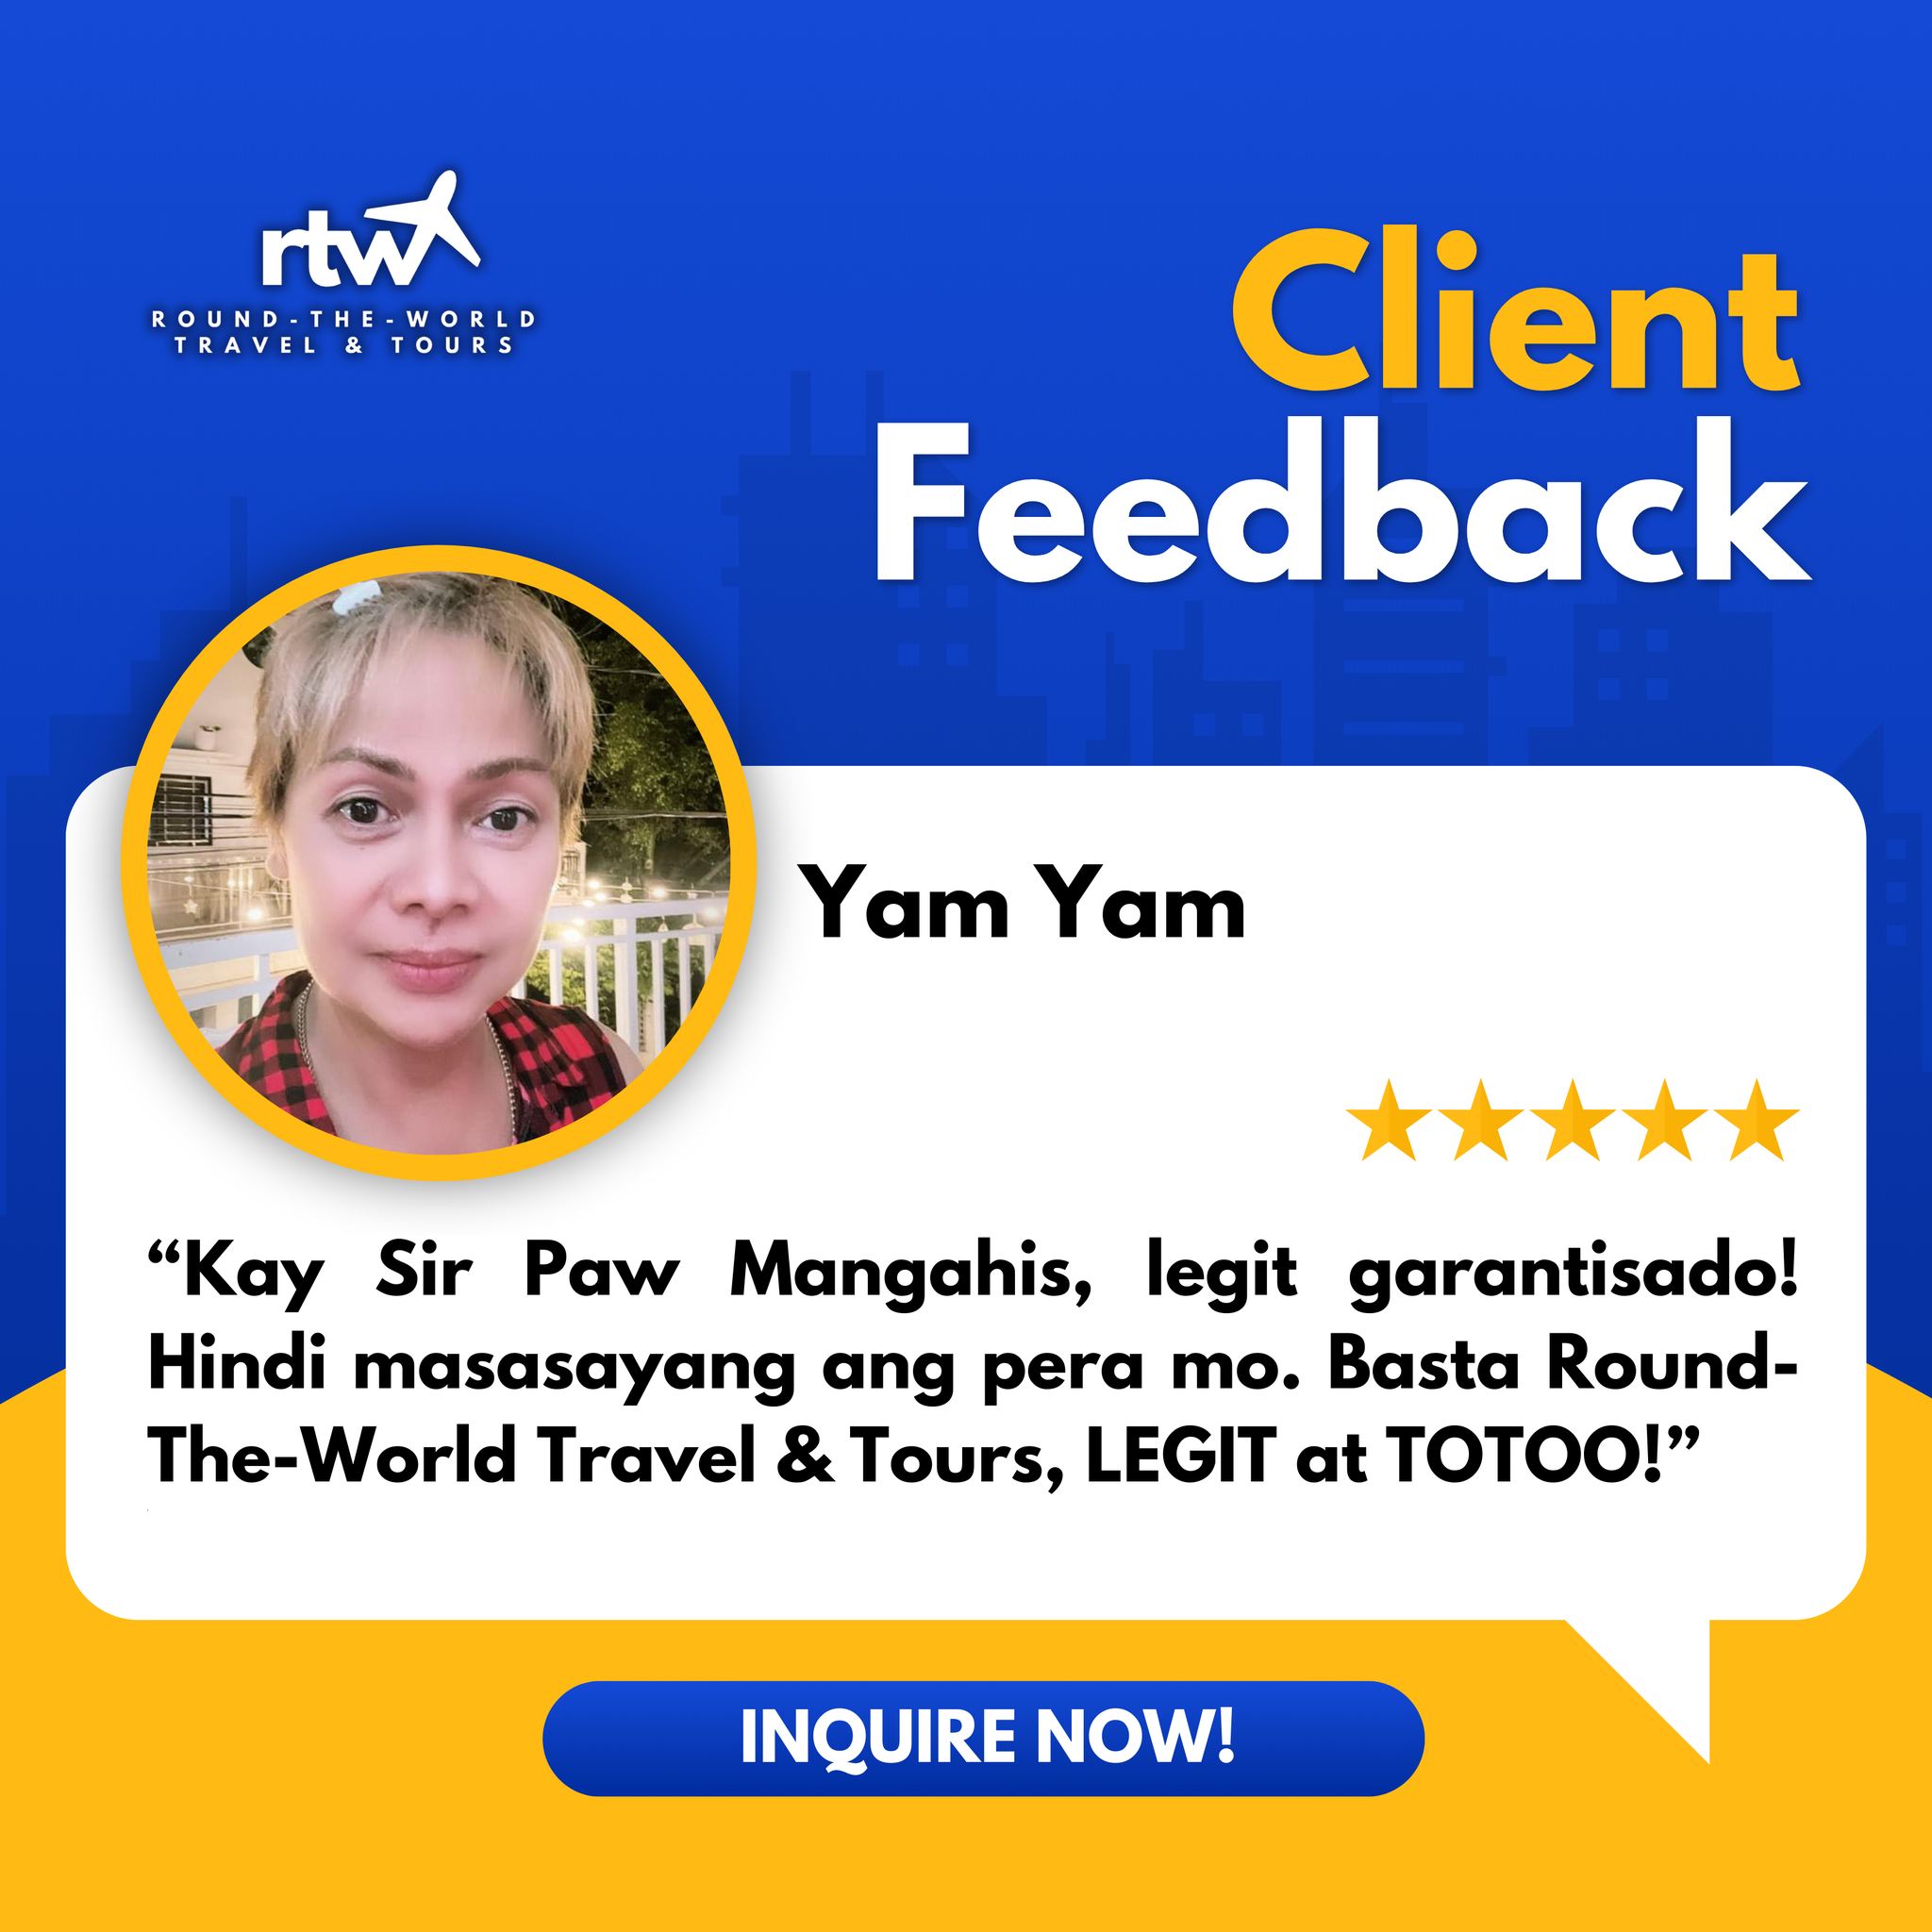 rtw
ROUND-THE-WORLD
TRAVEL & TOURS
Client
Feedback
Yam Yam
“Kay Sir Paw Mangahis, legit garantisado!
Hindi masasayang ang pera mo. Basta Round-
The-World Travel & Tours, LEGIT at TOTOO!”
INQUIRE NOW!